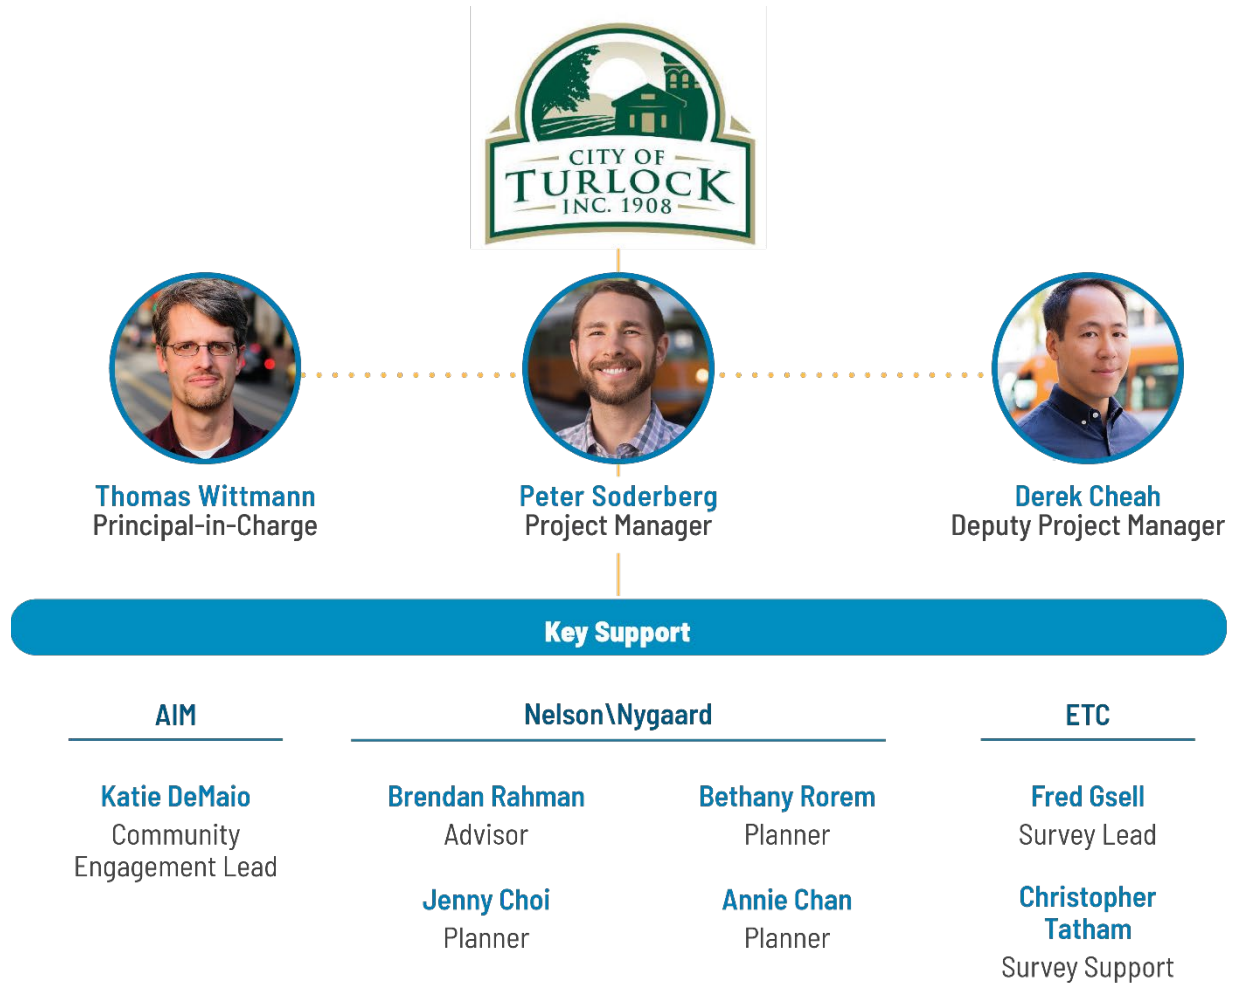 CITY OF
TURLOCK
INC. 1908
Thomas Wittmann
Principal-in-Charge
Peter Soderberg
Project Manager
Derek Cheah
Deputy Project Manager
Key Support
AIM
Katie DeMaio
Community
Engagement Lead
Nelson\Nygaard
Brendan Rahman
Advisor
Bethany Rorem
Planner
Jenny Choi
Planner
Annie Chan
Planner
ETC
Fred Gsell
Survey Lead
Christopher
Tatham
Survey Support